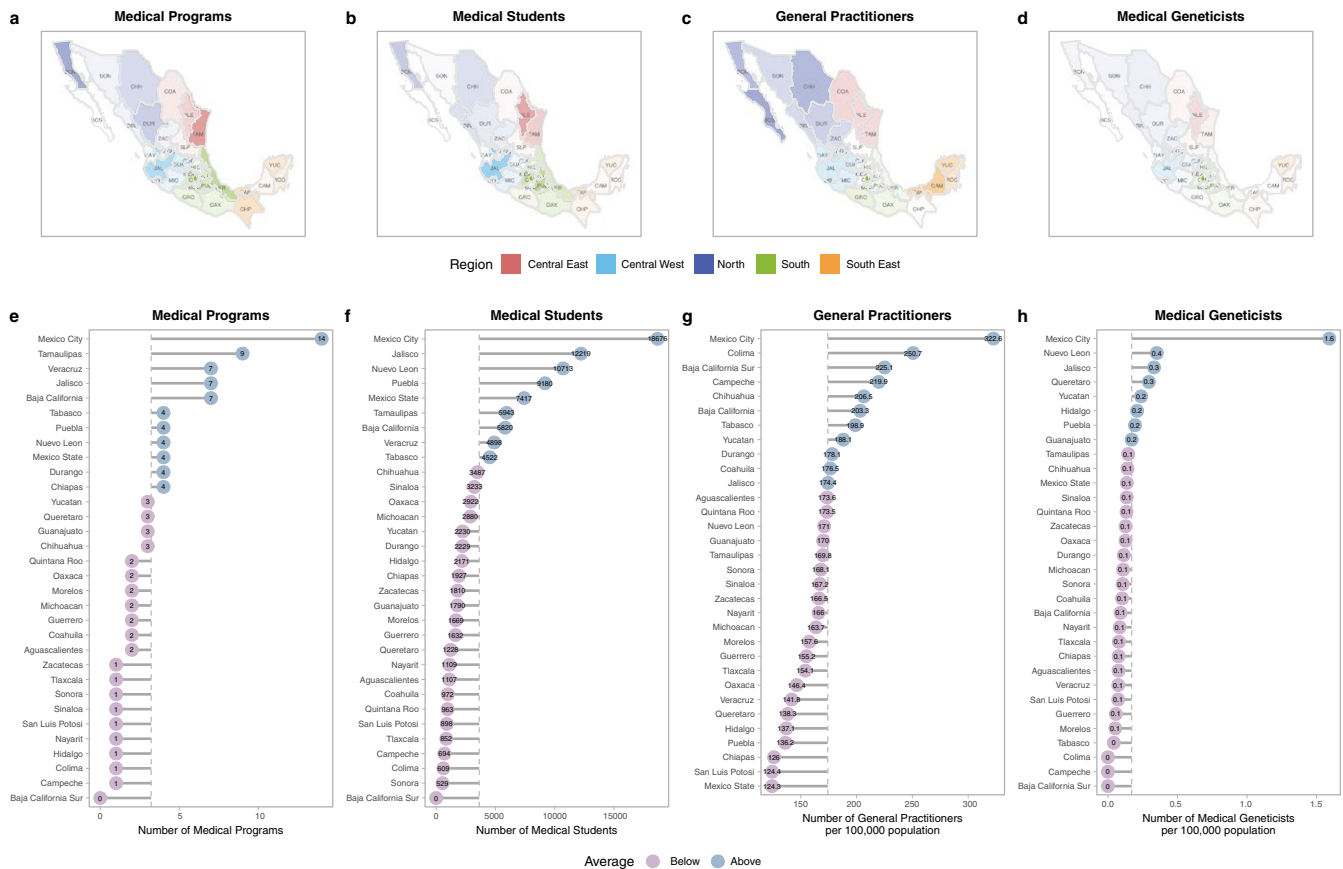 a Medical Programs
b Medical Students
c General Practitioners
d Medical Geneticists
Region Central East Central West North South South East
e Medical Programs
Mexico City 14
Tamaulipas 9
Veracruz 7
Jalisco 7
Baja California 7
Tabasco 4
Puebla 4
Nuevo Leon 4
Mexico State 4
Durango 4
Chiapas 4
Yucatan 3
Queretaro 3
Guanajuato 3
Chihuahua 3
Quintana Roo 2
Oaxaca 2
Morelos 2
Michoacan 2
Guerrero 2
Coahuila 2
Aguascalientes 2
Zacatecas 1
Tlaxcala 1
Sonora 1
Sinaloa 1
San Luis Potosi 1
Nayarit 1
Hidalgo 1
Colima 1
Campeche 1
Baja California Sur 0
0 5 10
Number of Medical Programs
f Medical Students
Mexico City 18676
Jalisco 12219
Nuevo Leon 10713
Puebla 9180
Mexico State 7417
Tamaulipas 5943
Baja California 5820
Veracruz 4898
Tabasco 4522
Chihuahua 3487
Sinaloa 3233
Oaxaca 2922
Michoacan 2880
Yucatan 2230
Durango 2229
Hidalgo 2171
Chiapas 1927
Zacatecas 1810
Guanajuato 1790
Morelos 1669
Guerrero 1632
Queretaro 1228
Nayarit 1109
Aguascalientes 1107
Coahuila 972
Quintana Roo 963
San Luis Potosi 898
Tlaxcala 852
Campeche 694
Colima 609
Sonora 529
Baja California Sur 0
0 5000 10000 15000
Number of Medical Students
g General Practitioners
Mexico City 322.6
Colima 250.7
Baja California Sur 225.1
Campeche 219.9
Chihuahua 206.5
Baja California 203.3
Tabasco 198.9
Yucatan 188.1
Durango 178.1
Coahuila 176.5
Jalisco 174.4
Aguascalientes 173.6
Quintana Roo 173.5
Nuevo Leon 171
Guanajuato 170
Tamaulipas 169.8
Sonora 168.1
Sinaloa 167.2
Zacatecas 166.5
Nayarit 166
Michoacan 163.7
Morelos 157.6
Guerrero 155.2
Tlaxcala 154.1
Oaxaca 146.4
Veracruz 141.8
Queretaro 138.3
Hidalgo 137.1
Puebla 136.2
Chiapas 126
San Luis Potosi 124.4
Mexico State 124.3
150 200 250 300
Number of General Practitioners
per 100,000 population
h Medical Geneticists
Mexico City 1.6
Nuevo Leon 0.4
Jalisco 0.3
Queretaro 0.3
Yucatan 0.2
Hidalgo 0.2
Puebla 0.2
Guanajuato 0.2
Tamaulipas 0.1
Chihuahua 0.1
Mexico State 0.1
Sinaloa 0.1
Quintana Roo 0.1
Zacatecas 0.1
Oaxaca 0.1
Durango 0.1
Michoacan 0.1
Sonora 0.1
Coahuila 0.1
Baja California 0.1
Nayarit 0.1
Tlaxcala 0.1
Chiapas 0.1
Aguascalientes 0.1
Veracruz 0.1
San Luis Potosi 0.1
Guerrero 0.1
Morelos 0.1
Tabasco 0
Colima 0
Campeche 0
Baja California Sur 0
0.0 0.5 1.0 1.5
Number of Medical Geneticists
per 100,000 population
Average Below Above